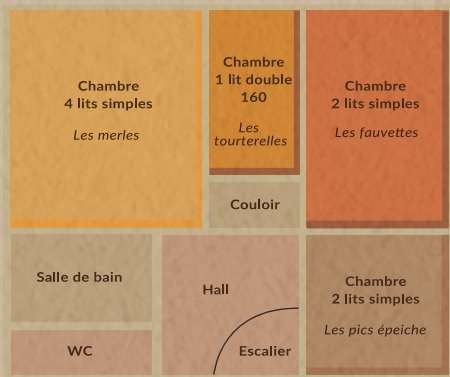 Chambre
4 lits simples
Les merles
Chambre
1 lit double
160
Les
tourterelles
Chambre
2 lits simples
Les fauvettes
Couloir
Salle de bain
Hall
Chambre
2 lits simples
Les pics épeiche
WC
Escalier